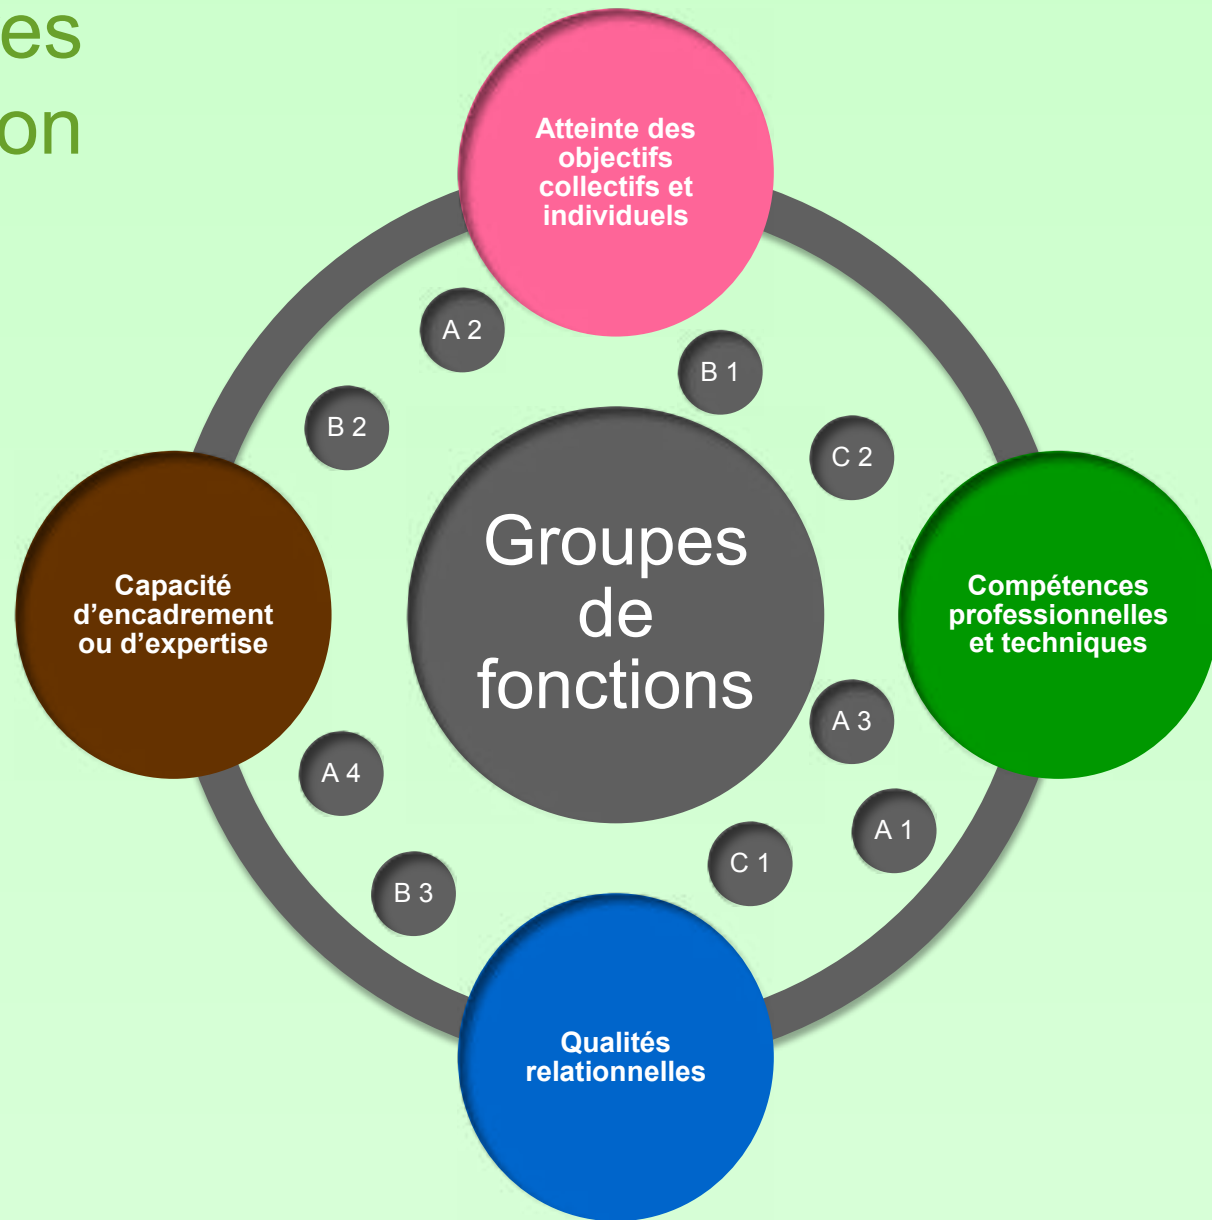 es
on
Atteinte des
objectifs
collectifs et
individuels
A 2
B 1
B 2
C 2
Groupes
de
fonctions
Capacité
d’encadrement
ou d’expertise
Compétences
professionnelles
et techniques
A 3
A 4
A 1
C 1
B 3
Qualités
relationnelles